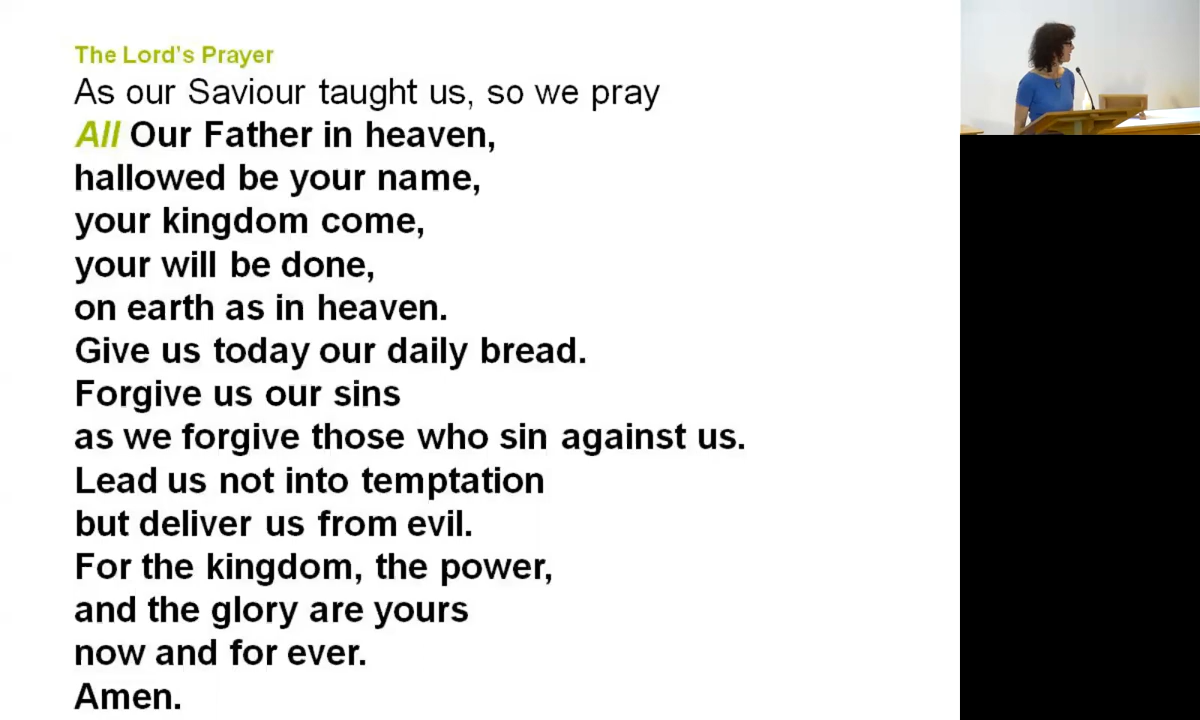 The Lord's Prayer
As our Saviour taught us, so we pray
All Our Father in heaven,
hallowed be your name,
your kingdom come,
your will be done,
on earth as in heaven.
Give us today our daily bread.
Forgive us our sins
as we forgive those who sin against us.
Lead us not into temptation
but deliver us from evil.
For the kingdom, the power,
and the glory are yours
now and for ever.
Amen.